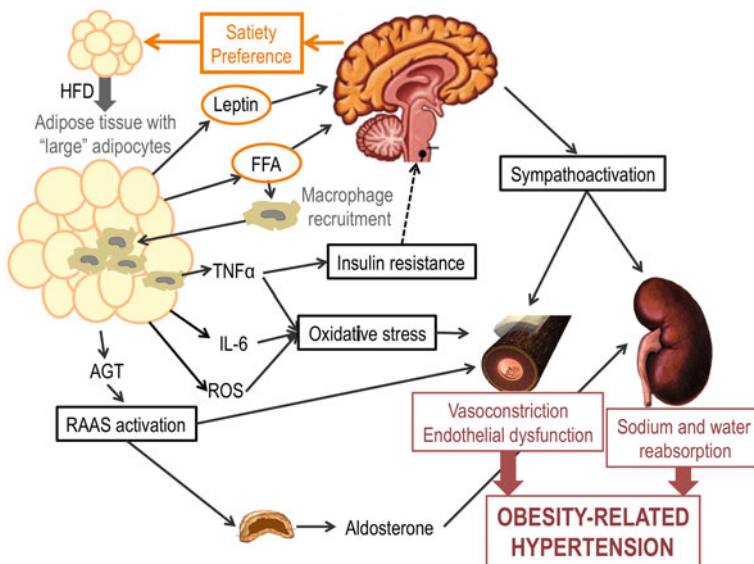 Satiety
Preference
HFD
Adipose tissue with
"large" adipocytes
Leptin
FFA
Macrophage
recruitment
Sympathoactivation
TNFα
Insulin resistance
IL-6
Oxidative stress
ROS
AGT
RAAS activation
Vasoconstriction
Endothelial dysfunction
Sodium and water
reabsorption
Aldosterone
OBESITY-RELATED
HYPERTENSION